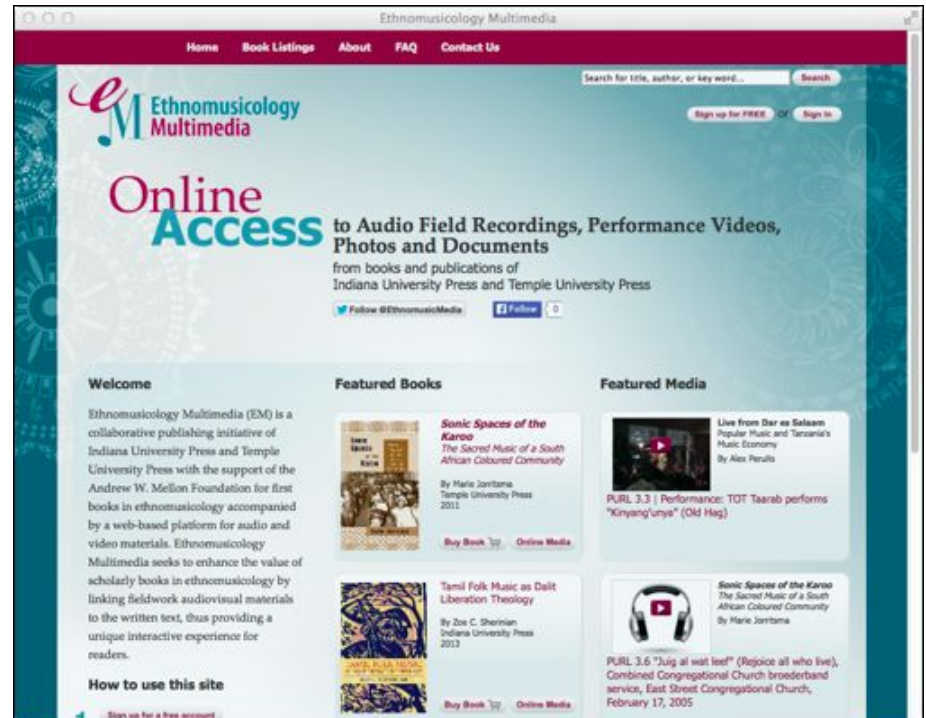 Ethnomusicology Multimedia
Home Book Listings About FAQ Contact Us
Search for title, author, or key word... Search
Sign up for FREE or Sign in
eM Ethnomusicology
Multimedia
Online
Access
to Audio Field Recordings, Performance Videos,
Photos and Documents
from books and publications of
Indiana University Press and Temple University Press
Follow @EthnomusicMedia
Follow 0
Welcome
Ethnomusicology Multimedia (EM) is a
collaborative publishing initiative of
Indiana University Press and Temple
University Press with the support of the
Andrew W. Mellon Foundation for first
books in ethnomusicology accompanied
by a web-based platform for audio and
video materials. Ethnomusicology
Multimedia seeks to enhance the value of
scholarly books in ethnomusicology by
linking fieldwork audiovisual materials
to the written text, thus providing a
unique interactive experience for
readers.
How to use this site
Sign up for a free account
Featured Books
Sonic Spaces of the
Karoo
The Sacred Music of a South
African Coloured Community
By Marie Jorritsma
Temple University Press
2011
Buy Book Online Media
Tamil Folk Music as Dalit
Liberation Theology
By Zoe C. Sherinian
Indiana University Press
2013
TAMIL FOLK MUSIC
Buy Book Online Media
Featured Media
Live from Dar es Salaam
Popular Music and Tanzania's
Music Economy
By Alex Perullo
PURL 3.3 | Performance: TOT Taarab performs
"Kinyang'unya" (Old Hag)
Sonic Spaces of the Karoo
The Sacred Music of a South
African Coloured Community
By Marie Jorritsma
PURL 3.6 "Juig al wat leef" (Rejoice all who live),
Combined Congregational Church broederband
service, East Street Congregational Church,
February 17, 2005